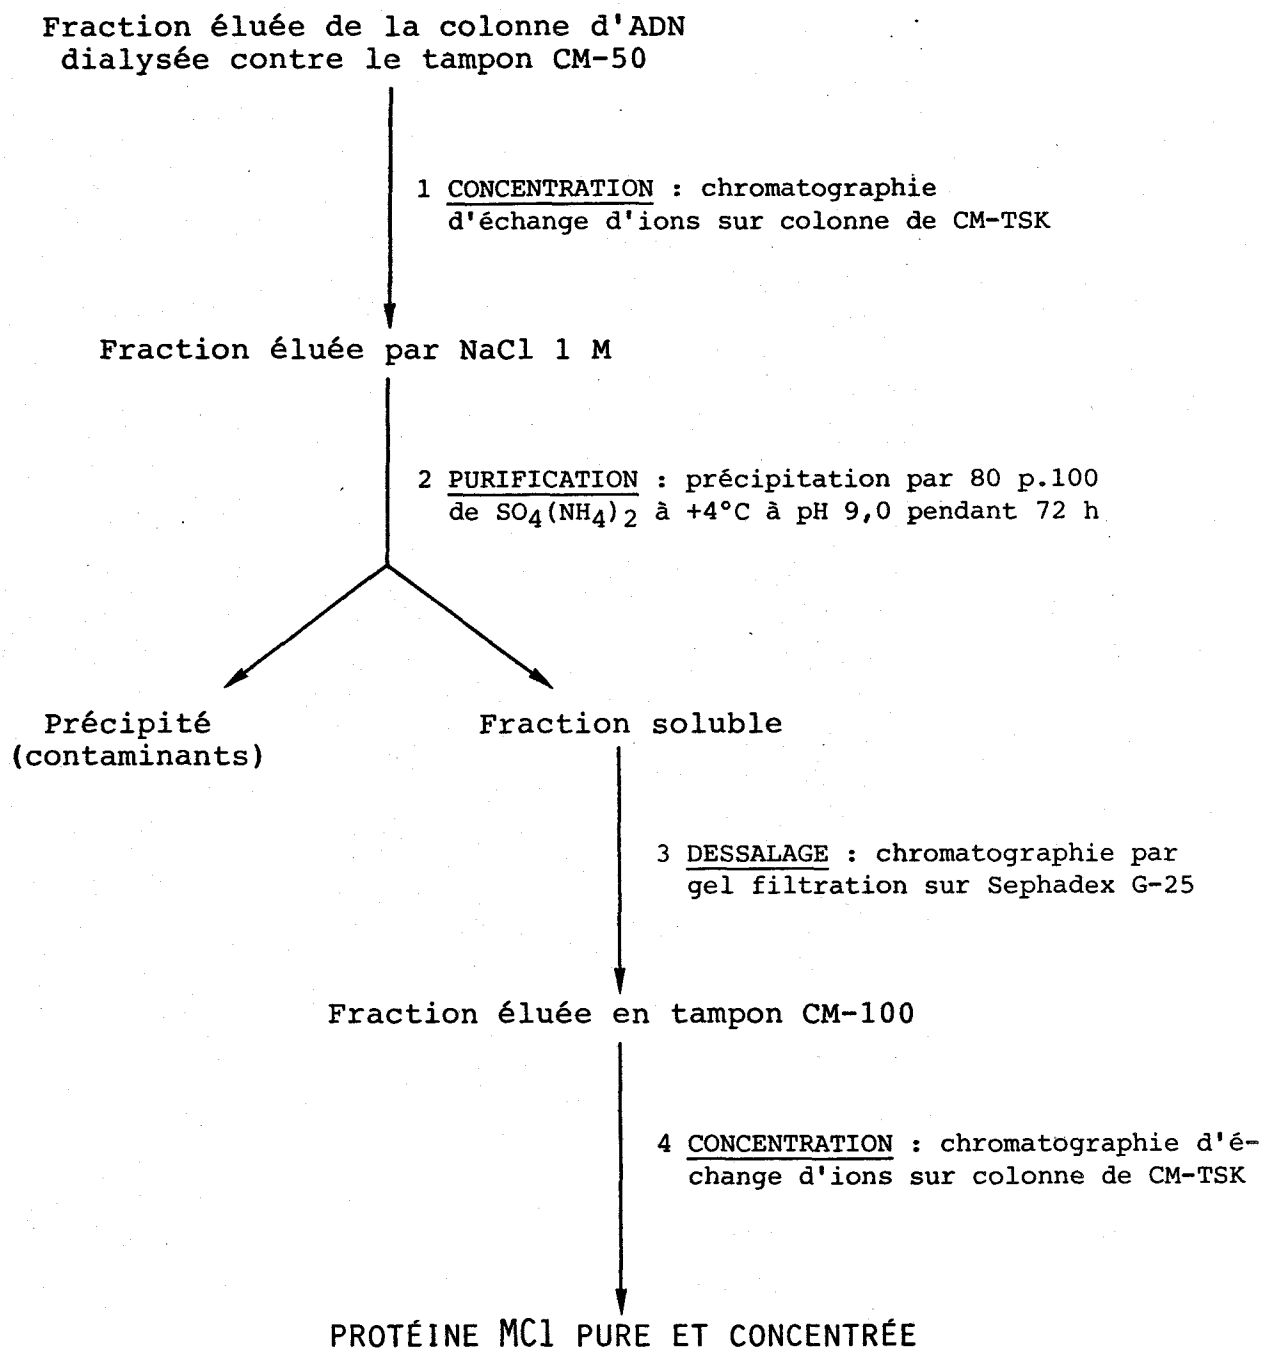 Fraction éluée de la colonne d'ADN
dialysée contre le tampon CM-50
1 CONCENTRATION : chromatographie
d'échange d'ions sur colonne de CM-TSK
Fraction éluée par NaCl 1 M
2 PURIFICATION : précipitation par 80 p.100
de SO4(NH4)2 à +4°C à pH 9,0 pendant 72 h
Précipité
(contaminants)
Fraction soluble
3 DESSALAGE : chromatographie par
gel filtration sur Sephadex G-25
Fraction éluée en tampon CM-100
4 CONCENTRATION : chromatographie d'é-
change d'ions sur colonne de CM-TSK
PROTÉINE MC1 PURE ET CONCENTRÉE